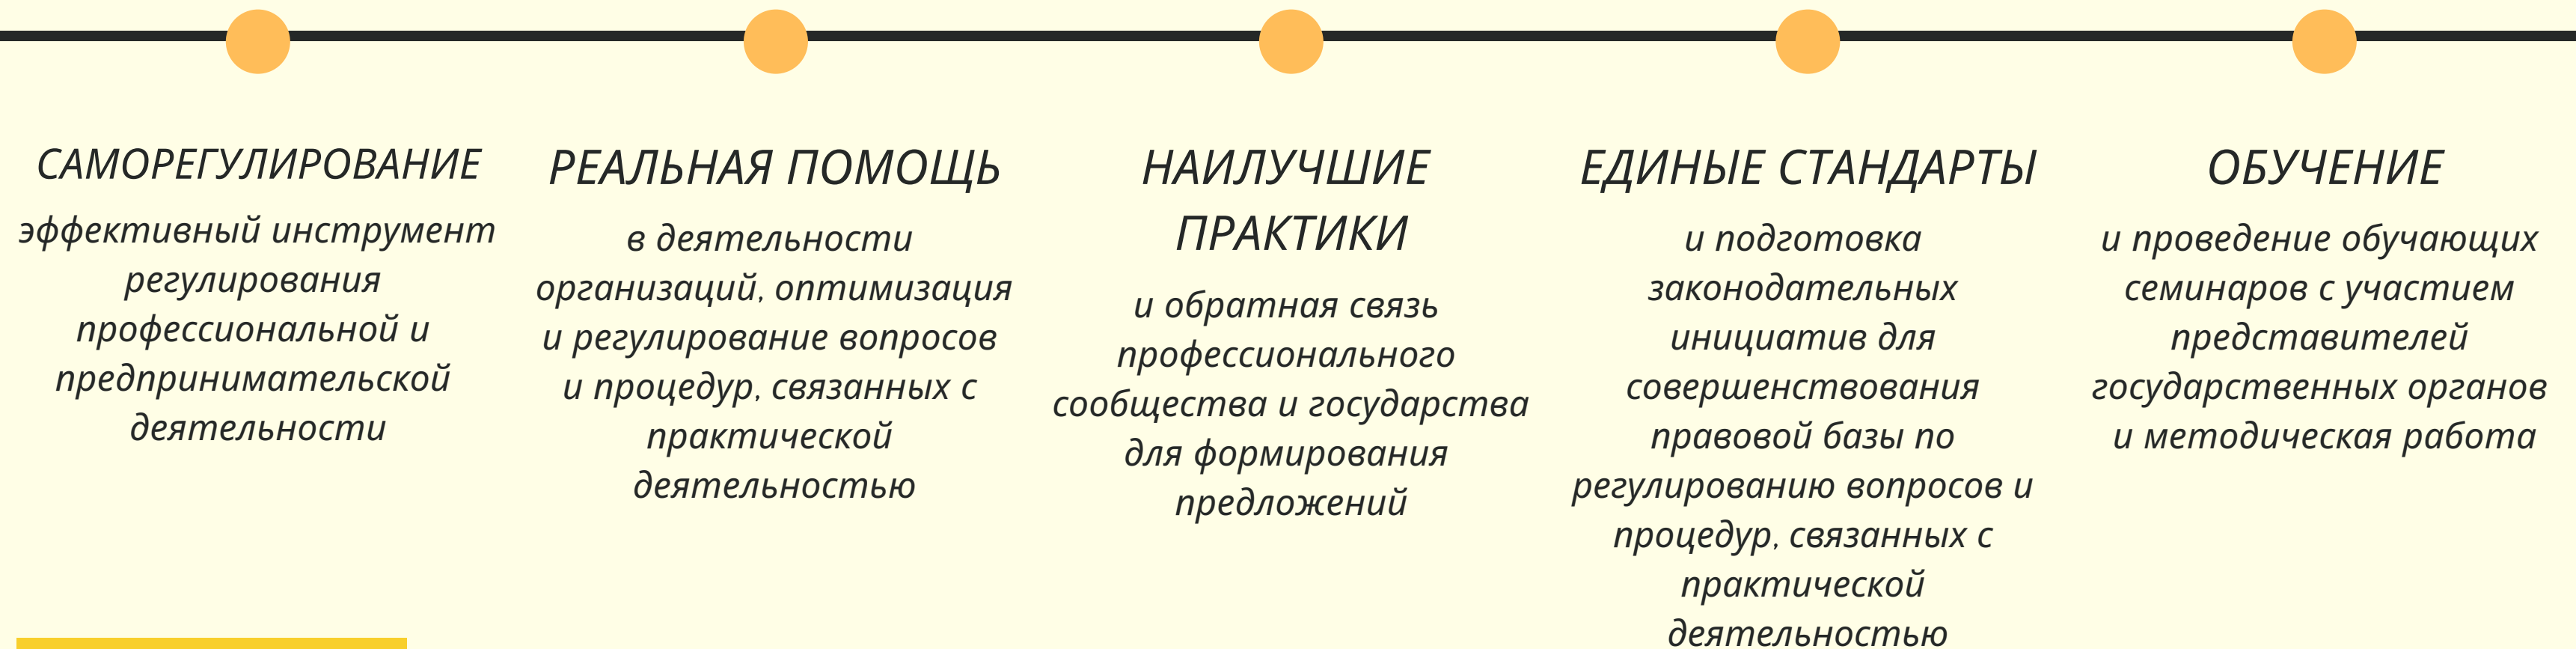 САМОРЕГУЛИРОВАНИЕ
эффективный инструмент
регулирования
профессиональной и
предпринимательской
деятельности
РЕАЛЬНАЯ ПОМОЩЬ
в деятельности
организаций, оптимизация
и регулирование вопросов
и процедур, связанных с
практической
деятельностью
НАИЛУЧШИЕ
ПРАКТИКИ
и обратная связь
профессионального
сообщества и государства
для формирования
предложений
ЕДИНЫЕ СТАНДАРТЫ
и подготовка
законодательных
инициатив для
совершенствования
правовой базы по
регулированию вопросов и
процедур, связанных с
практической
деятельностью
ОБУЧЕНИЕ
и проведение обучающих
семинаров с участием
представителей
государственных органов
и методическая работа